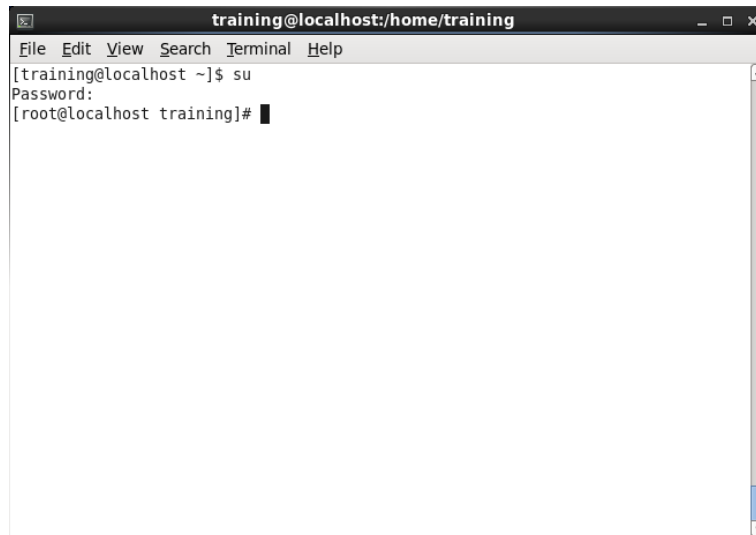 training@localhost:/home/training
File Edit View Search Terminal Help
[training@localhost ~]$ su
Password:
[root@localhost training]#